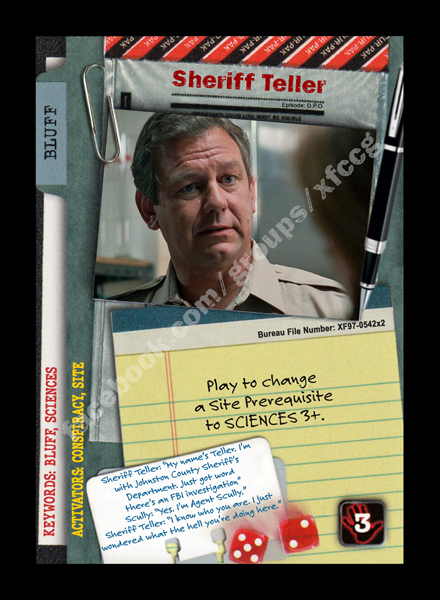 UR-PAK
Sheriff Teller
Episode: D.P.O
BLUFF
facebook.com/groups/xfccg
Bureau File Number: XF97-0542x2
KEYWORDS: BLUFF, SCIENCES
ACTIVATORS: CONSPIRACY, SITE
Play to change
a Site Prerequisite
to SCIENCES 3+.
Sheriff Teller: "My name's Teller. I'm
with Johnston County Sheriff's
Department. Just got word
there's an FBI investigation"
Scully: "Yes. I'm Agent Scully."
Sheriff Teller: "I know who you are. I just
wondered what the hell you're doing here."
3